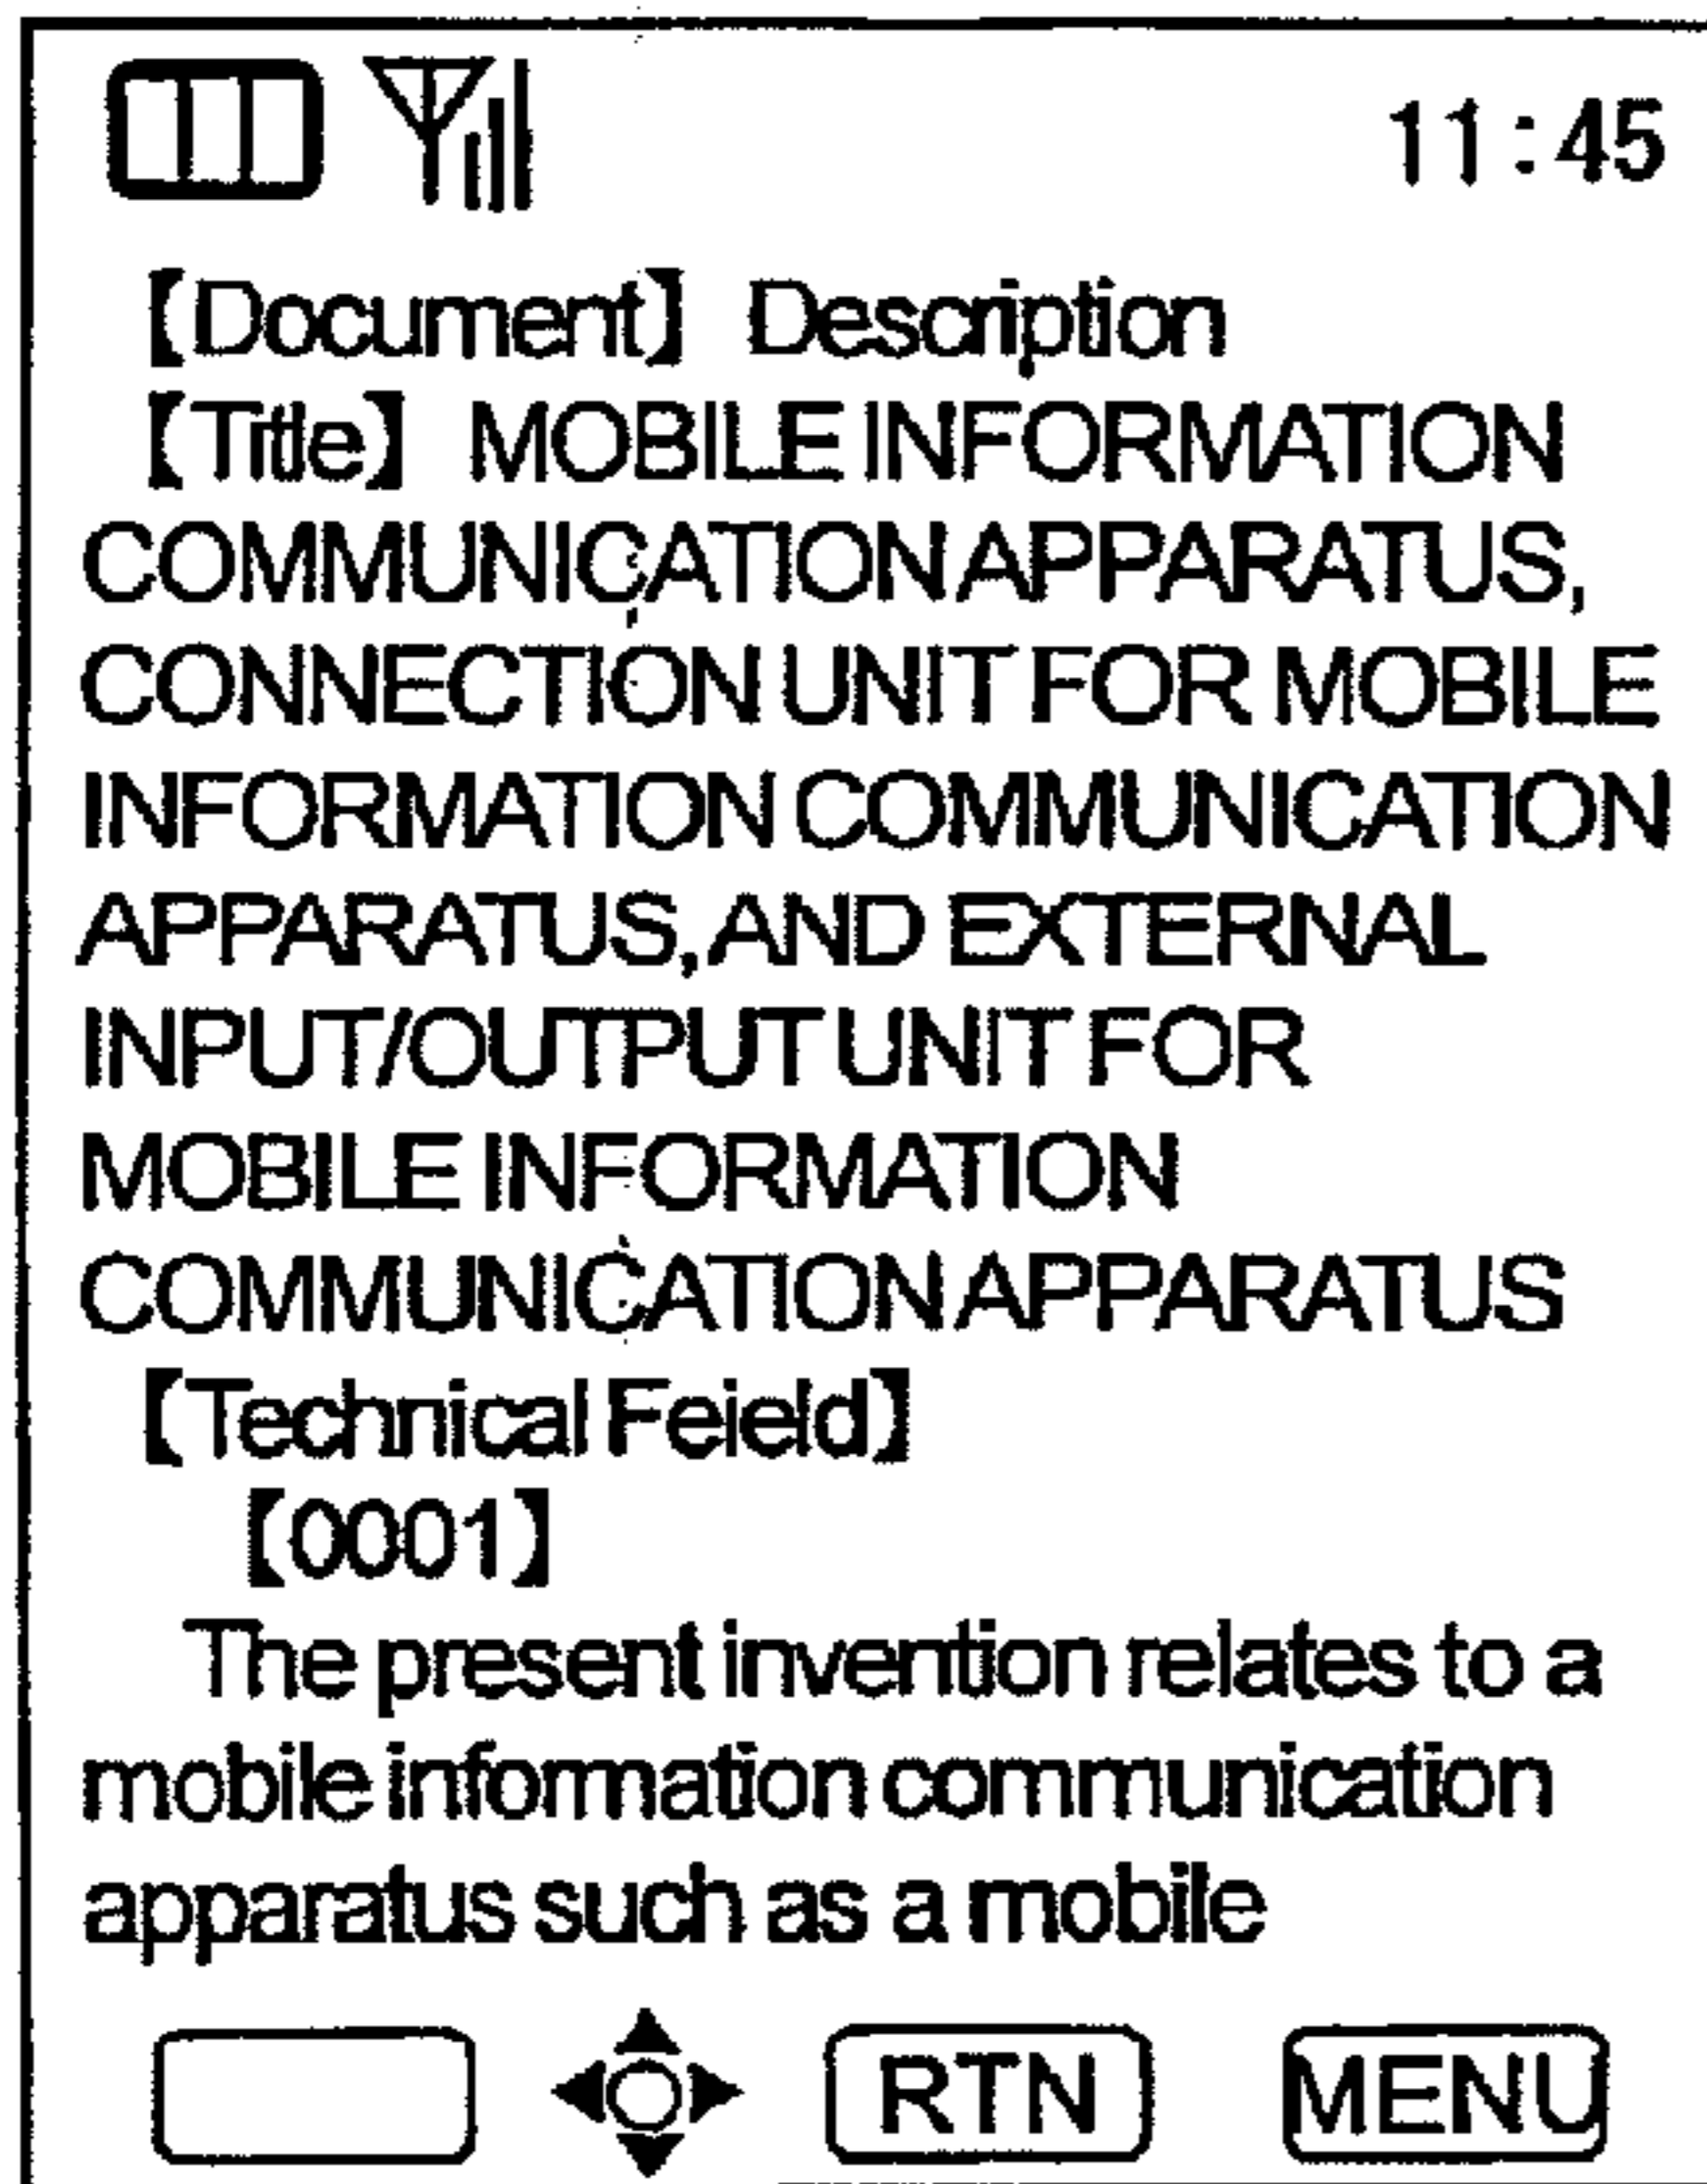 11:45
【Document】 Description
【Title】 MOBILE INFORMATION
COMMUNICATION APPARATUS,
CONNECTION UNIT FOR MOBILE
INFORMATION COMMUNICATION
APPARATUS, AND EXTERNAL
INPUT/OUTPUT UNIT FOR
MOBILE INFORMATION
COMMUNICATION APPARATUS
【Technical Feield】
【0001】
The present invention relates to a
mobile information communication
apparatus such as a mobile
RTN MENU